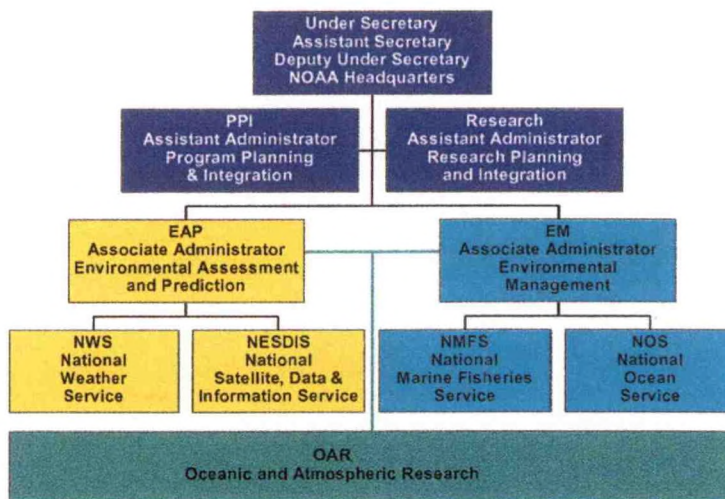 Under Secretary
Assistant Secretary
Deputy Under Secretary
NOAA Headquarters
PPI
Assistant Administrator
Program Planning
& Integration
Research
Assistant Administrator
Research Planning
and Integration
EAP
Associate Administrator
Environmental Assessment
and Prediction
EM
Associate Administrator
Environmental
Management
NWS
National
Weather
Service
NESDIS
National
Satellite, Data &
Information Service
NMFS
National
Marine Fisheries
Service
NOS
National
Ocean
Service
OAR
Oceanic and Atmospheric Research